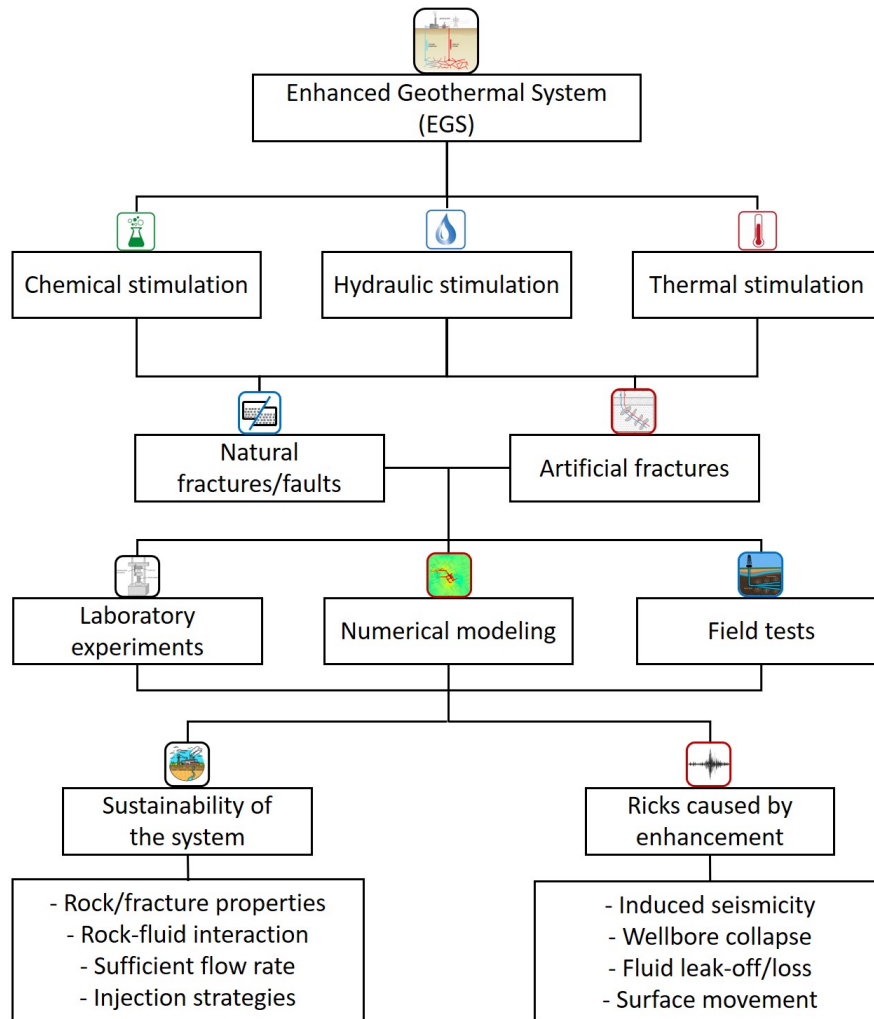 Enhanced Geothermal System
(EGS)
Chemical stimulation
Hydraulic stimulation
Thermal stimulation
Natural
fractures/faults
Artificial fractures
Laboratory
experiments
Numerical modeling
Field tests
Sustainability of
the system
Ricks caused by
enhancement
- Rock/fracture properties
- Rock-fluid interaction
- Sufficient flow rate
- Injection strategies
- Induced seismicity
- Wellbore collapse
- Fluid leak-off/loss
- Surface movement